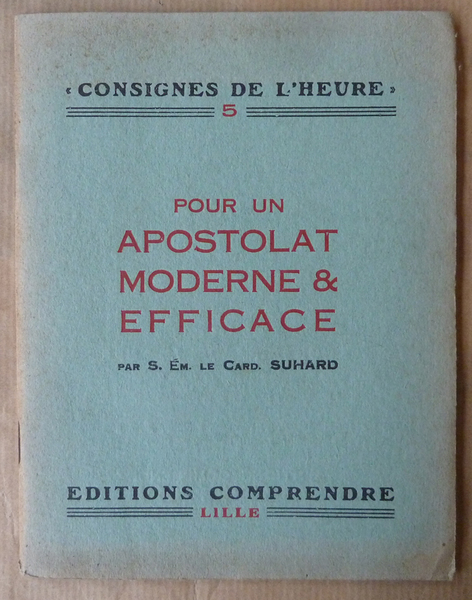 « CONSIGNES DE L'HEURE »
5
POUR UN
APOSTOLAT
MODERNE &
EFFICACE
PAR S. ÉM. LE CARD. SUHARD
EDITIONS COMPRENDRE
LILLE